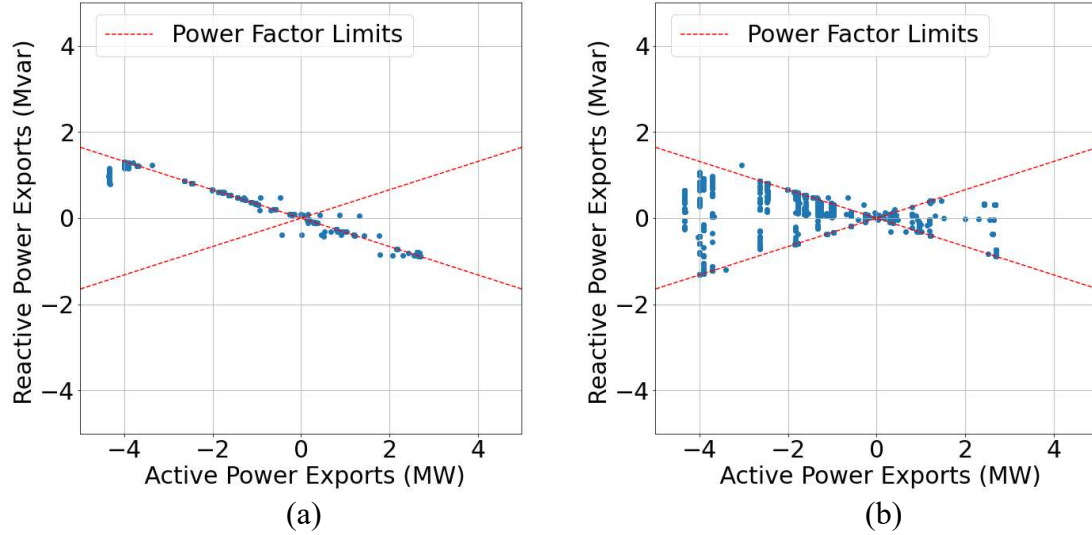 Power Factor Limits
Reactive Power Exports (Mvar)
4
2
0
−2
−4
−4 −2 0 2 4
Active Power Exports (MW)
(a)
Power Factor Limits
Reactive Power Exports (Mvar)
4
2
0
−2
−4
−4 −2 0 2 4
Active Power Exports (MW)
(b)